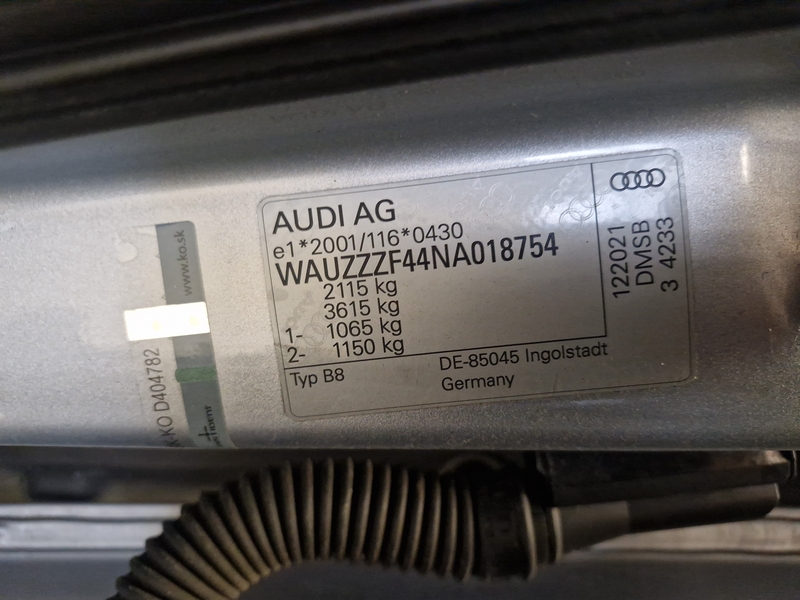 AUDI AG
e1*2001/116*0430
WAUZZZF44NA018754
2115 kg
3615 kg
1- 1065 kg
2- 1150 kg
Typ B8
DE-85045 Ingolstadt
Germany
122021
DMSB
3 4233
www.ko.sk
K-KO D404782